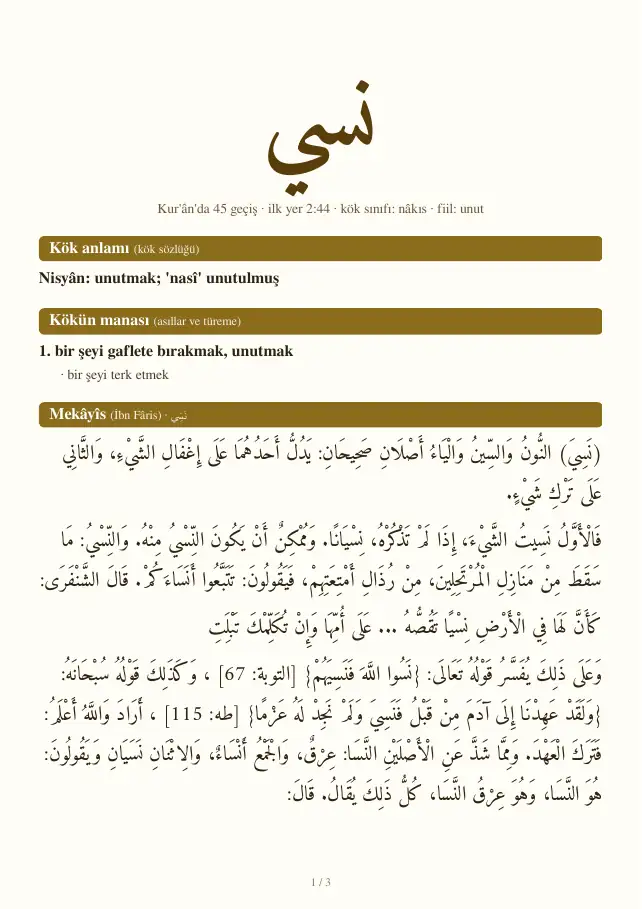 نسي
Kur'ân'da 45 geçiş · ilk yer 2:44 · kök sınıfı: nâkıs · fiil: unut
Kök anlamı (kök sözlüğü)
Nisyân: unutmak; 'nasî' unutulmuş
Kökün manası (asıllar ve türeme)
1. bir şeyi gaflete bırakmak, unutmak
· bir şeyi terk etmek
Mekâyîs (İbn Fâris) · نَسِيَ
(نَسِيَ) النُّونُ وَالسِّينُ وَالْيَاءُ أَصْلَانِ صَحِيحَانِ: يَدُلُّ أَحَدُهُمَا عَلَى إِغْفَالِ الشَّيْءِ، وَالثَّانِي
عَلَى تَرْكِ شَيْءٍ.
فَالْأَوَّلُ نَسِيتُ الشَّيْءَ، إِذَا لَمْ تَذْكُرْهُ، نِسْيَانًا. وَمُمْكِنٌ أَنْ يَكُونَ النِّسْيُ مِنْهُ. وَالنِّسْيُ: مَا
سَقَطَ مِنْ مَنَازِلِ الْمُرْتَحِلِينَ، مِنْ رُذَالِ أَمْتِعَتِهِمْ، فَيَقُولُونَ: تَتَبَّعُوا أَنْسَاءَكُمْ. قَالَ الشَّنْفَرَى:
كَأَنَّ لَهَا فِي الْأَرْضِ نِسْيًا تَقُصُّهُ ... عَلَى أُمِّهَا وَإِنْ تُكَلِّمْكَ تَبْلَتِ
وَعَلَى ذَلِكَ يُفَسَّرُ قَوْلُهُ تَعَالَى: {نَسُوا اللَّهَ فَنَسِيَهُمْ} [التوبة: 67] ، وَكَذَلِكَ قَوْلُهُ سُبْحَانَهُ:
{وَلَقَدْ عَهِدْنَا إِلَى آدَمَ مِنْ قَبْلُ فَنَسِيَ وَلَمْ نَجِدْ لَهُ عَزْمًا} [طه: 115] ، أَرَادَ وَاللَّهُ أَعْلَمُ:
فَتَرَكَ الْعَهْدَ. وَمِمَّا شَذَّ عَنِ الْأَصْلَيْنِ النَّسَا: عِرْقٌ، وَالْجَمْعُ أَنْسَاءٌ، وَالِاثْنَانِ نَسَيَانِ وَيَقُولُونَ:
هُوَ النَّسَا، وَهُوَ عِرْقُ النَّسَا، كُلُّ ذَلِكَ يُقَالُ. قَالَ:
1 / 3